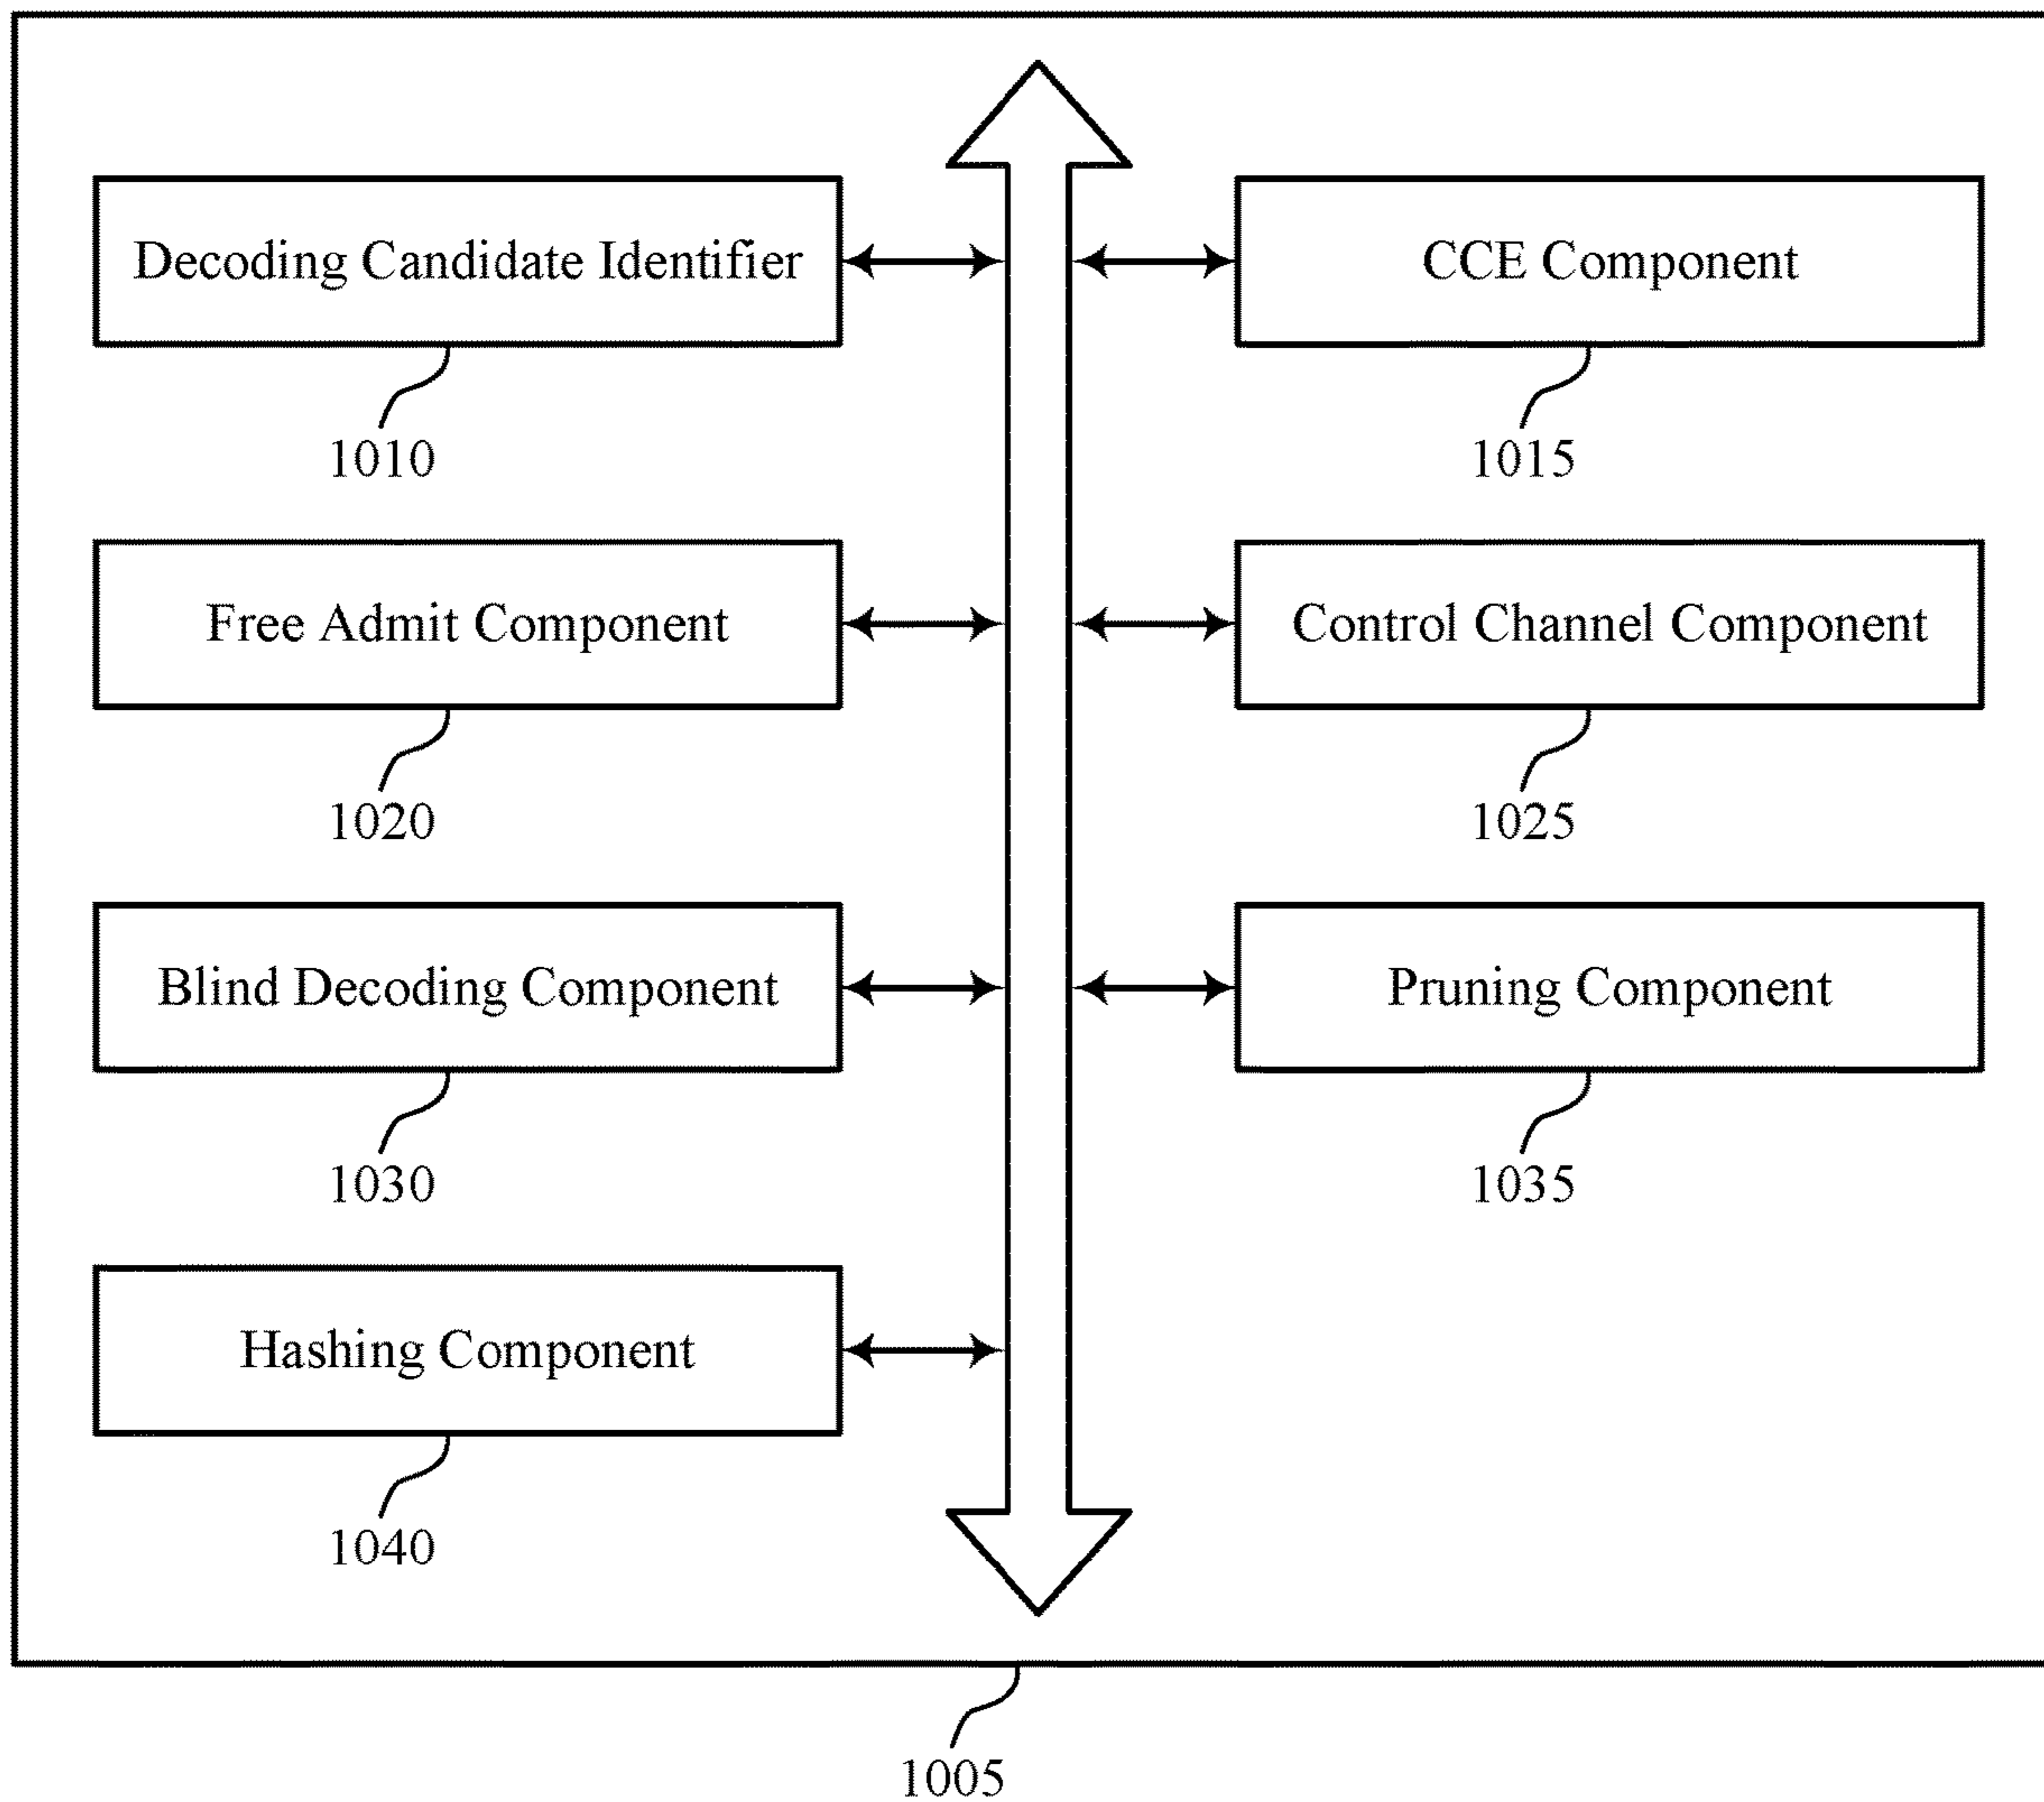 Decoding Candidate Identifier
CCE Component
1010
1015
Free Admit Component
Control Channel Component
1020
1025
Blind Decoding Component
Pruning Component
1030
1035
Hashing Component
1040
1005